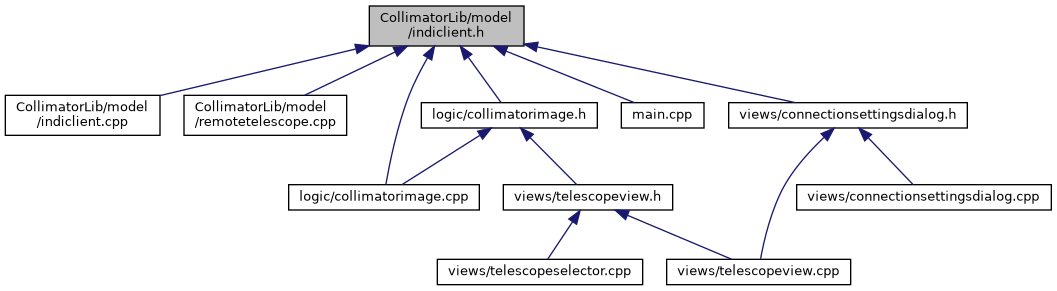 CollimatorLib/model
/indiclient.h
CollimatorLib/model
/indiclient.cpp
CollimatorLib/model
/remotetelescope.cpp
logic/collimatorimage.h
main.cpp
views/connectionsettingsdialog.h
logic/collimatorimage.cpp
views/telescopeview.h
views/connectionsettingsdialog.cpp
views/telescopeselector.cpp
views/telescopeview.cpp